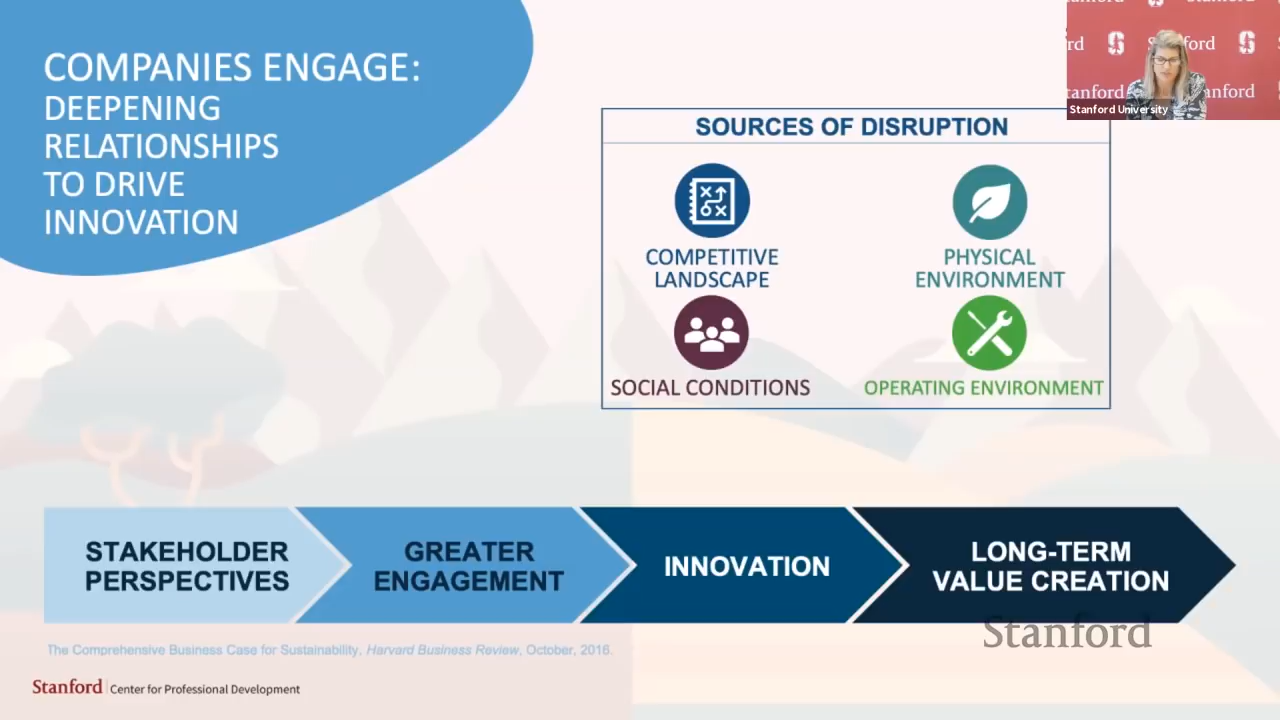 COMPANIES ENGAGE:
DEEPENING
RELATIONSHIPS
TO DRIVE
INNOVATION
SOURCES OF DISRUPTION
COMPETITIVE
LANDSCAPE
PHYSICAL
ENVIRONMENT
SOCIAL CONDITIONS
OPERATING ENVIRONMENT
STAKEHOLDER
PERSPECTIVES
GREATER
ENGAGEMENT
INNOVATION
LONG-TERM
VALUE CREATION
Stanford
The Comprehensive Business Case for Sustainability, Harvard Business Review, October, 2016.
Stanford Center for Professional Development
Stanford University